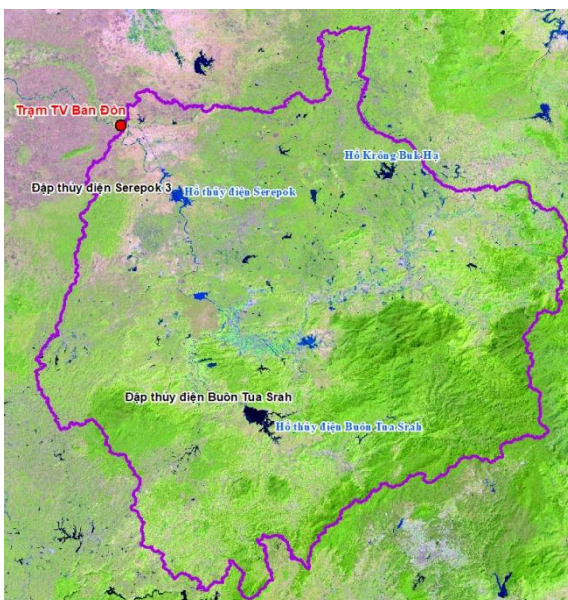 Trạm TV Bản Đôn
Hồ Krông Buk Hạ
Đập thủy điện Serepok 3
Hồ thủy điện Serepok
Đập thủy điện Buôn Tua Srah
Hồ thủy điện Buôn Tua Srah